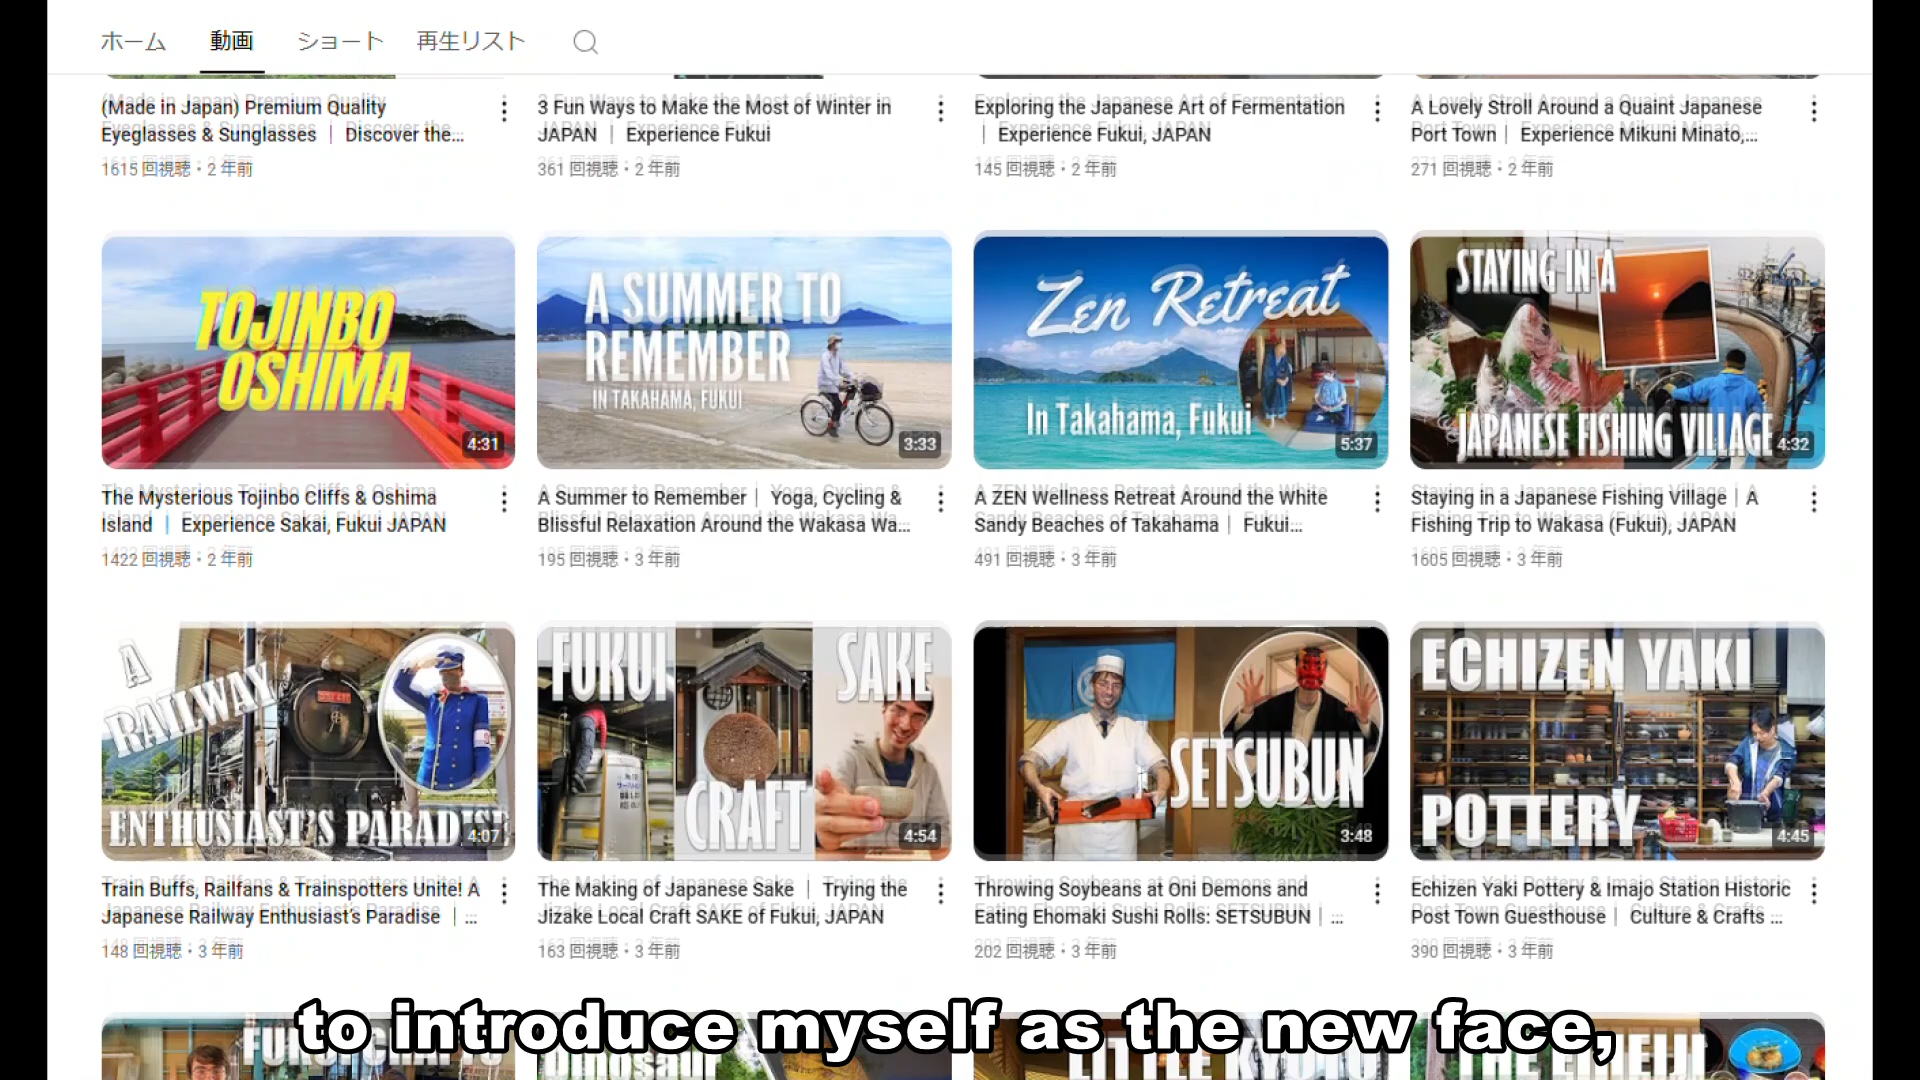 ホーム 動画 ショート 再生リスト
(Made in Japan) Premium Quality
Eyeglasses & Sunglasses ｜ Discover the...
1615 回視聴・2 年前
3 Fun Ways to Make the Most of Winter in
JAPAN ｜ Experience Fukui
361 回視聴・2 年前
Exploring the Japanese Art of Fermentation
｜ Experience Fukui, JAPAN
145 回視聴・2 年前
A Lovely Stroll Around a Quaint Japanese
Port Town｜ Experience Mikuni Minato,...
271 回視聴・2 年前
TOJINBO
OSHIMA
4:31
The Mysterious Tojinbo Cliffs & Oshima
Island ｜ Experience Sakai, Fukui JAPAN
1422 回視聴・2 年前
A SUMMER TO
REMEMBER
IN TAKAHAMA, FUKUI
3:33
A Summer to Remember｜ Yoga, Cycling &
Blissful Relaxation Around the Wakasa Wa...
195 回視聴・3 年前
Zen Retreat
In Takahama, Fukui
5:37
A ZEN Wellness Retreat Around the White
Sandy Beaches of Takahama｜ Fukui...
491 回視聴・3 年前
STAYING IN A
JAPANESE FISHING VILLAGE
4:32
Staying in a Japanese Fishing Village｜A
Fishing Trip to Wakasa (Fukui), JAPAN
1605 回視聴・3 年前
A
RAILWAY
ENTHUSIAST'S PARADISE
4:07
Train Buffs, Railfans & Trainspotters Unite! A
Japanese Railway Enthusiast's Paradise ｜...
148 回視聴・3 年前
FUKUI
SAKE
CRAFT
4:54
The Making of Japanese Sake ｜ Trying the
Jizake Local Craft SAKE of Fukui, JAPAN
163 回視聴・3 年前
SETSUBUN
3:48
Throwing Soybeans at Oni Demons and
Eating Ehomaki Sushi Rolls: SETSUBUN｜...
202 回視聴・3 年前
ECHIZEN YAKI
POTTERY
4:45
Echizen Yaki Pottery & Imajo Station Historic
Post Town Guesthouse｜ Culture & Crafts ...
390 回視聴・3 年前
to introduce myself as the new face,